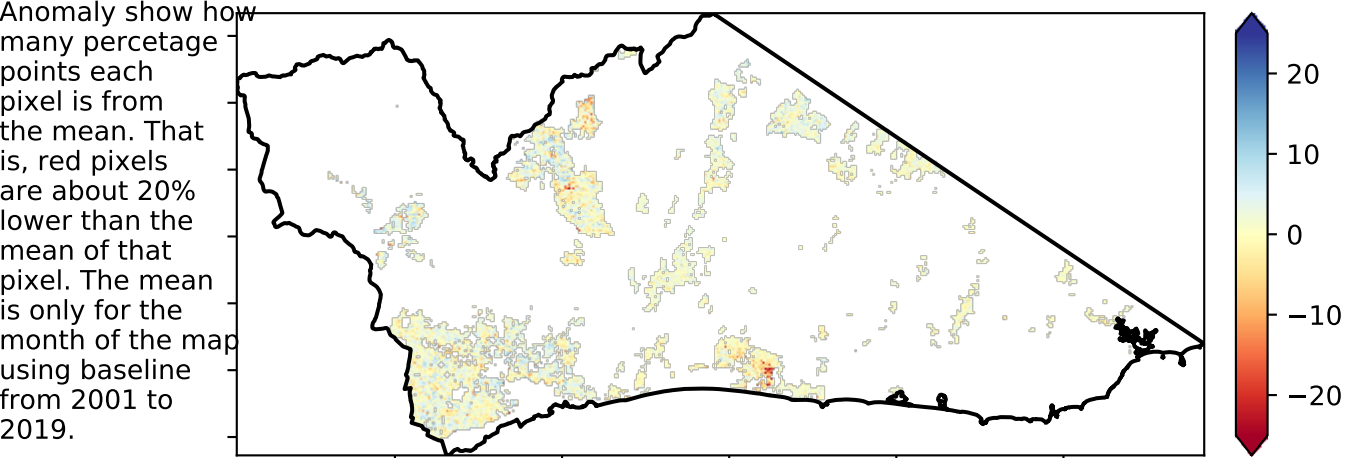 Anomaly show how
many percetage
points each
pixel is from
the mean. That
is, red pixels
are about 20%
lower than the
mean of that
pixel. The mean
is only for the
month of the map
using baseline
from 2001 to
2019.
20
10
0
−10
−20